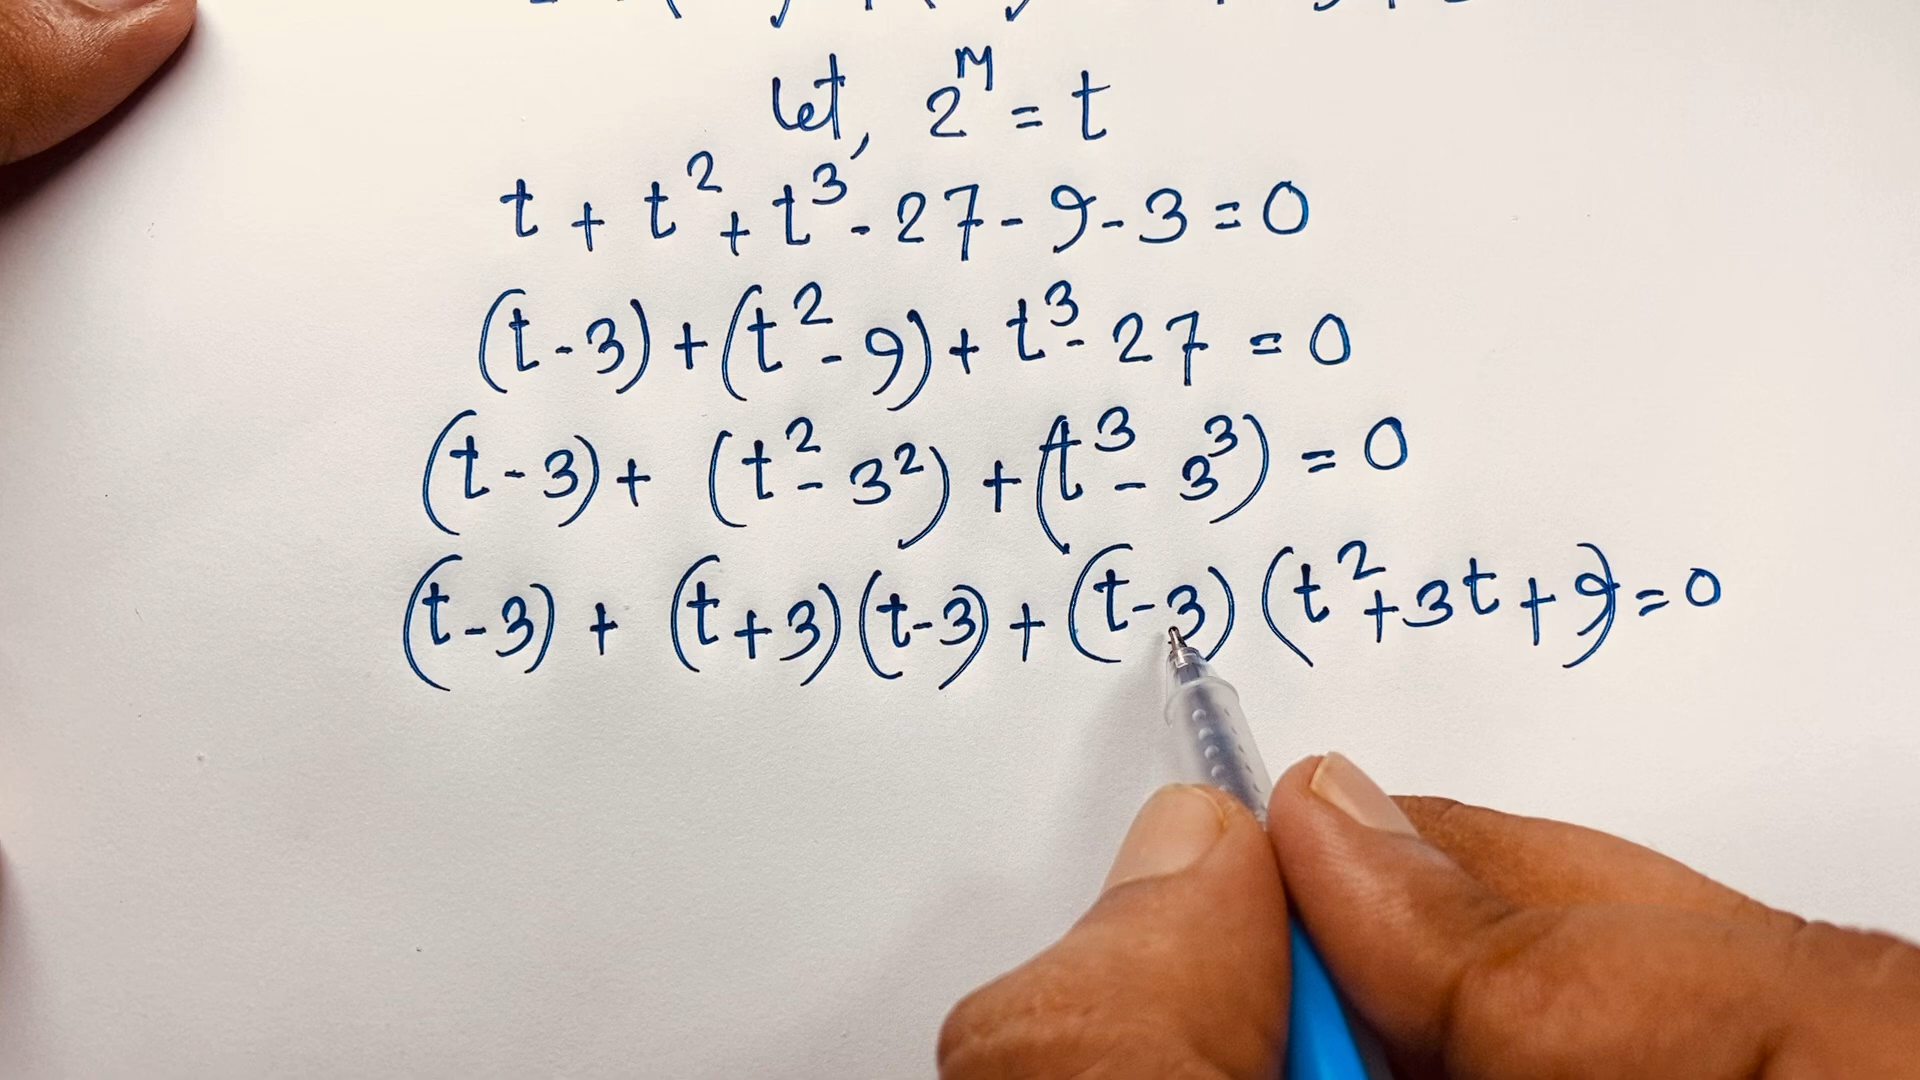 let, 2^M = t
t + t² + t³ - 27 - 9 - 3 = 0
(t - 3) + (t² - 9) + t³ - 27 = 0
(t - 3) + (t² - 3²) + (t³ - 3³) = 0
(t - 3) + (t + 3)(t - 3) + (t - 3)(t² + 3t + 9) = 0